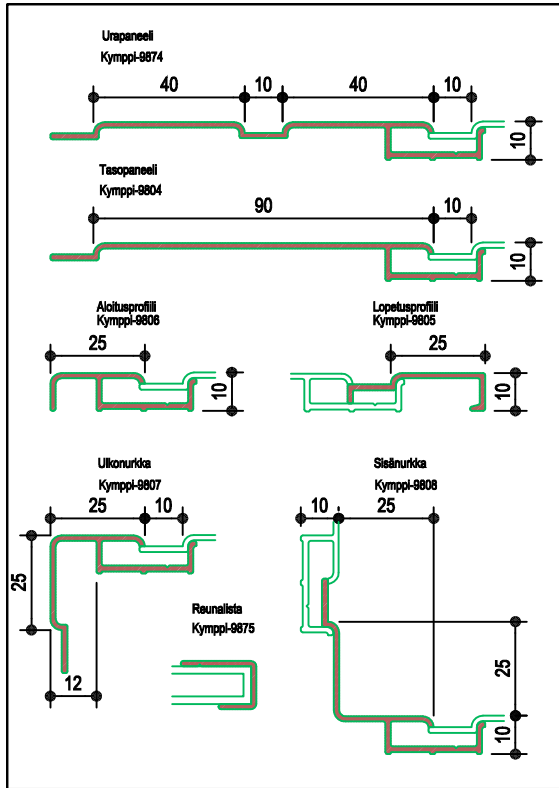 Urapaneeli
Kymppi-9874
40 10 40 10
10
Tasopaneeli
Kymppi-9804
90 10
10
Aloitusprofiili
Kymppi-9806
25
10
Lopetusprofiili
Kymppi-9805
25
10
Ulkonurkka
Kymppi-9807
25 10
25
12
Sisänurkka
Kymppi-9808
10 25
25
10
Reunalista
Kymppi-9875